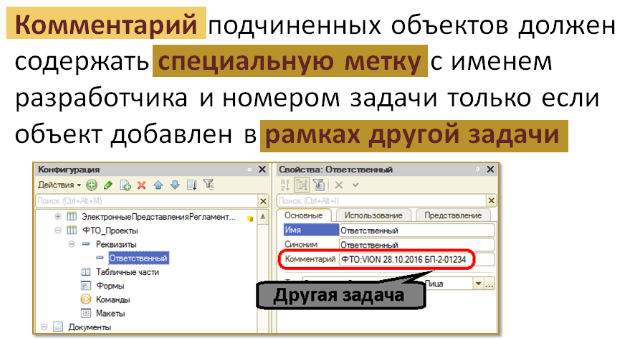 Комментарий подчиненных объектов должен
содержать специальную метку с именем
разработчика и номером задачи только если
объект добавлен в рамках другой задачи
Конфигурация
Действия
Поиск (Ctrl+Alt+M)
ЭлектронныеПредставленияРегламент...
ФТО_Проекты
Реквизиты
Ответственный
Табличные части
Формы
Команды
Макеты
Документы
Свойства: Ответственный
Поиск (Ctrl+Alt+I)
Основные Использование Представление
Имя Ответственный
Синоним Ответственный
Комментарий ФТО:VION 28.10.2016 БП-2-01234
Лица
Другая задача